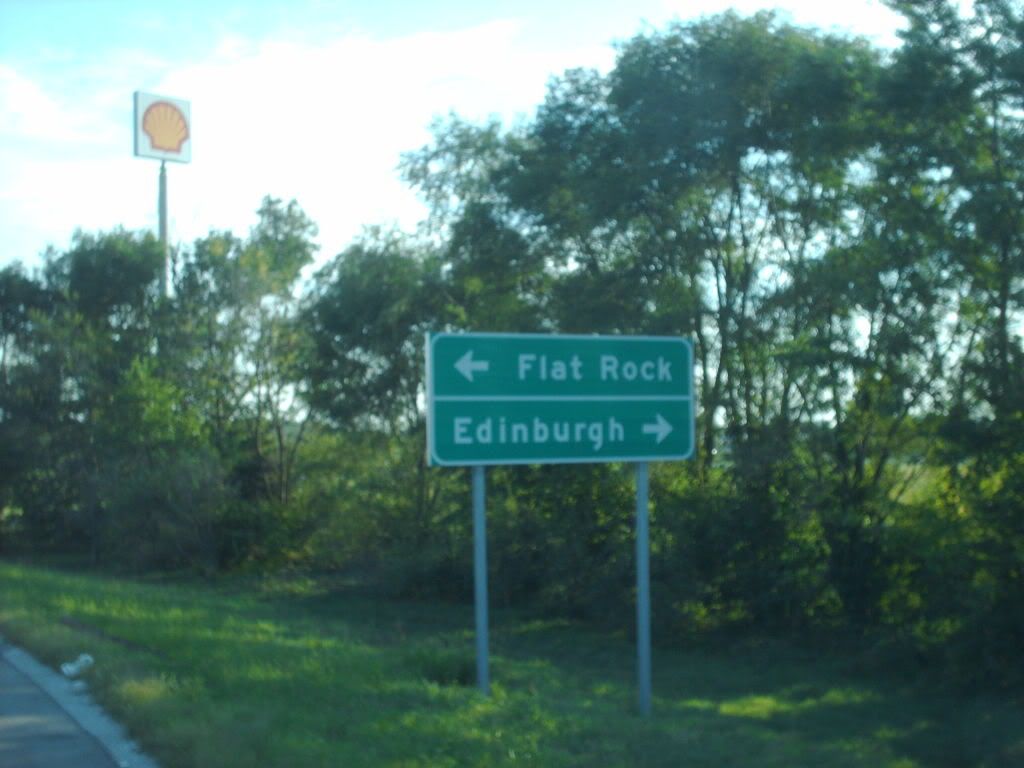 ← Flat Rock
Edinburgh →